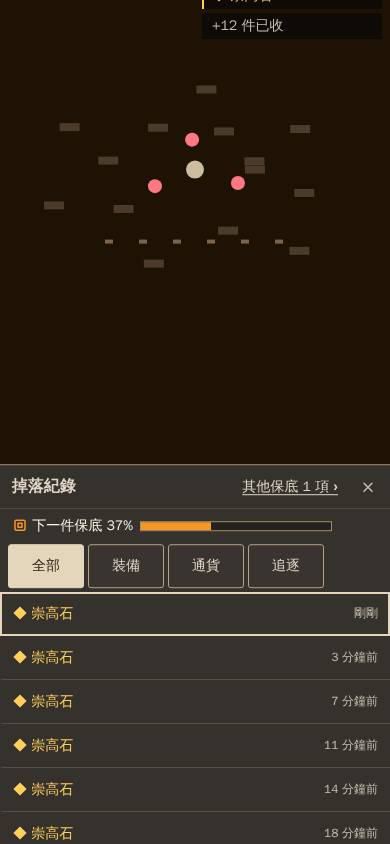 +12 件已收
掉落紀錄 其他保底 1 項 ›
下一件保底 37%
全部 裝備 通貨 追逐
崇高石 剛剛
崇高石 3 分鐘前
崇高石 7 分鐘前
崇高石 11 分鐘前
崇高石 14 分鐘前
崇高石 18 分鐘前